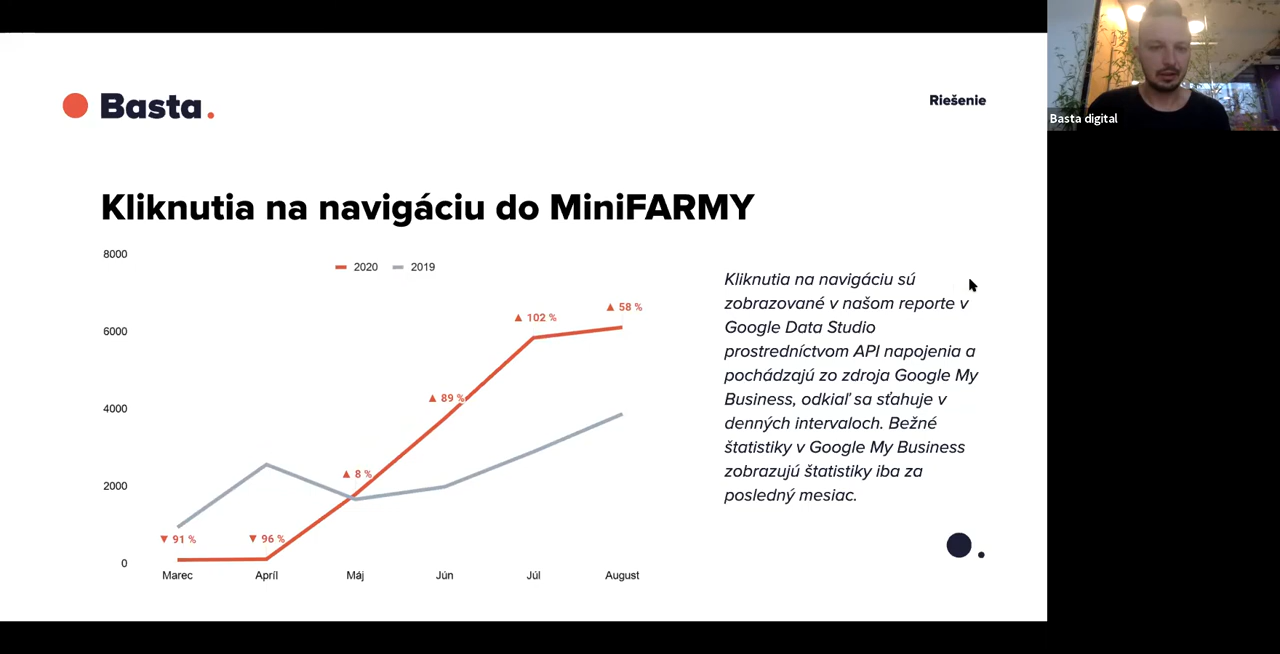 Basta.
Riešenie
Basta digital
Kliknutia na navigáciu do MiniFARMY
8000
6000
4000
2000
0
2020 2019
▼ 91 %
▼ 96 %
▲ 8 %
▲ 89 %
▲ 102 %
▲ 58 %
Marec Apríl Máj Jún Júl August
Kliknutia na navigáciu sú
zobrazované v našom reporte v
Google Data Studio
prostredníctvom API napojenia a
pochádzajú zo zdroja Google My
Business, odkiaľ sa sťahuje v
denných intervaloch. Bežné
štatistiky v Google My Business
zobrazujú štatistiky iba za
posledný mesiac.